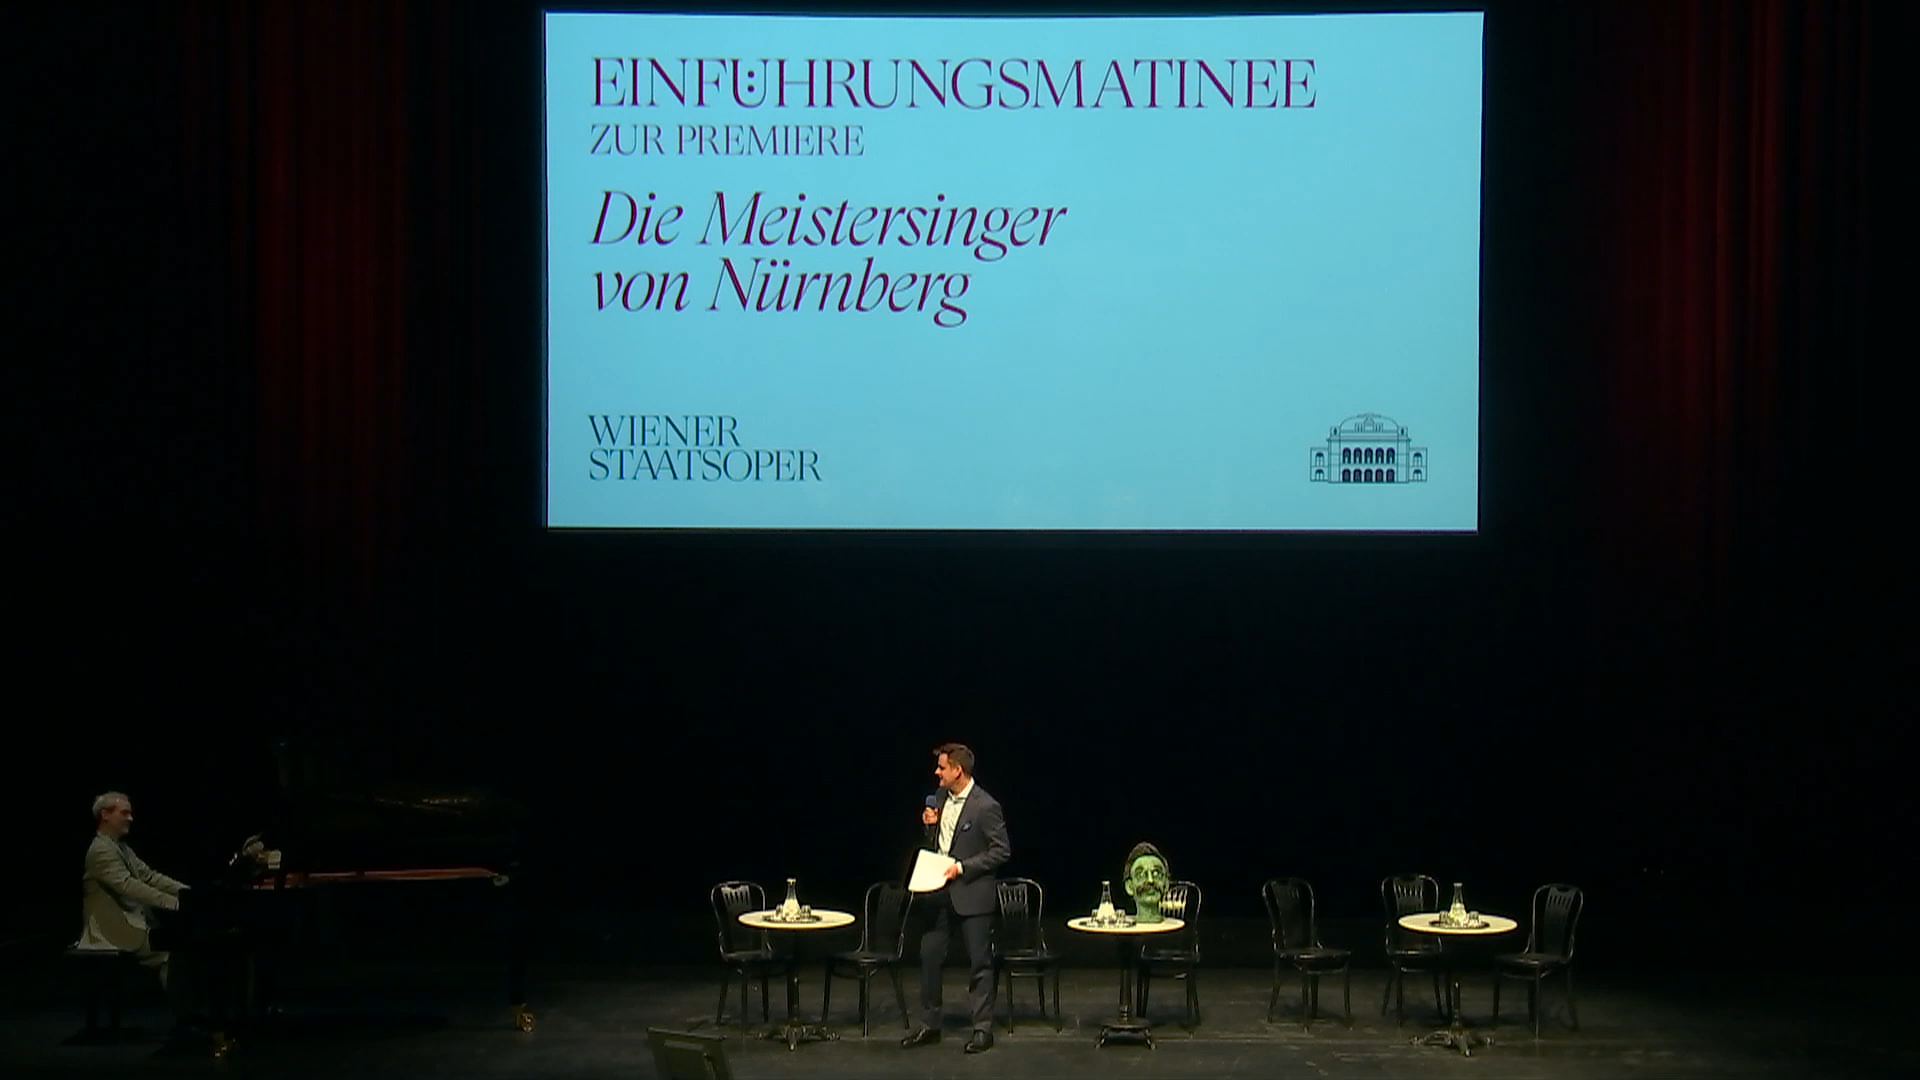 EINFÜHRUNGSMATINEE
ZUR PREMIERE
Die Meistersinger
von Nürnberg
WIENER
STAATSOPER